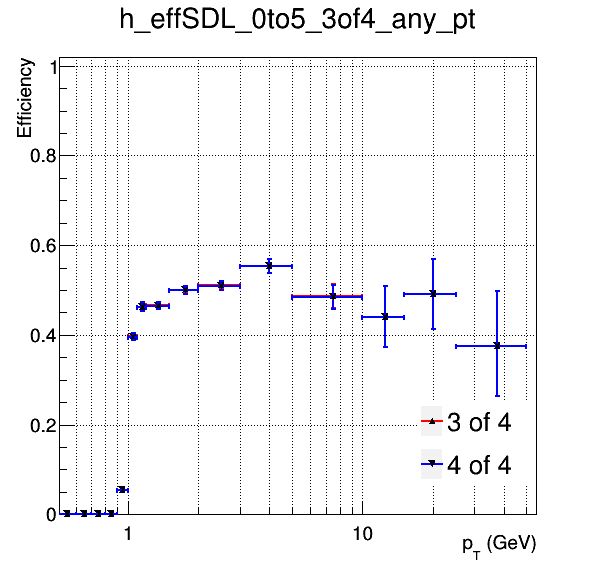 h_effSDL_0to5_3of4_any_pt
Efficiency
1
0.8
0.6
0.4
0.2
0
3 of 4
4 of 4
1
10
p_T (GeV)